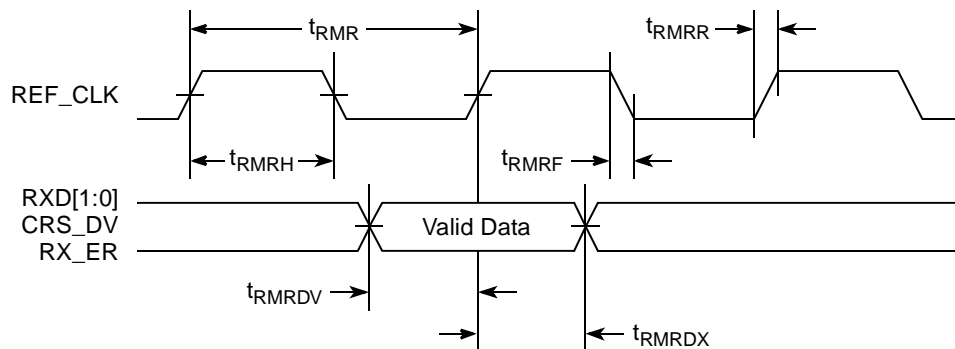 tRMR
tRMRR
REF_CLK
tRMRH
tRMRF
RXD[1:0]
CRS_DV
Valid Data
RX_ER
tRMRDV
tRMRDX